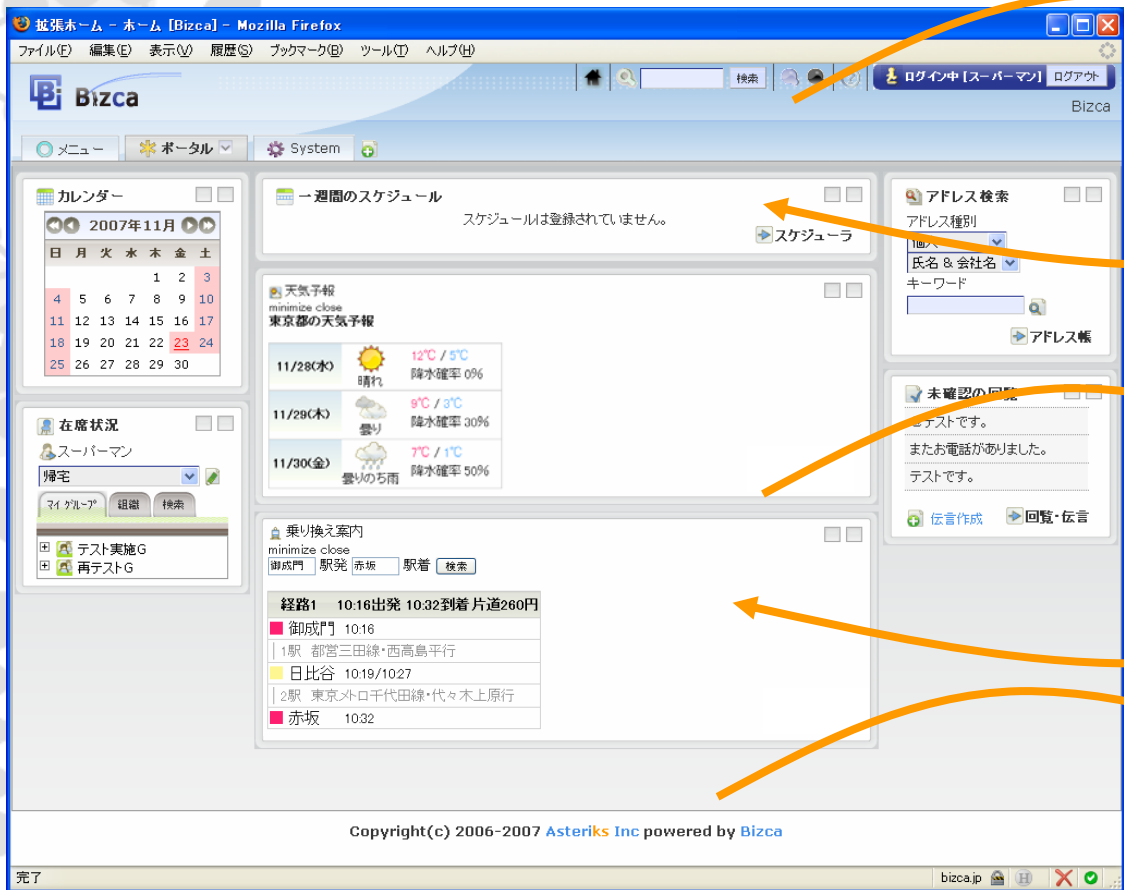 拡張ホーム - ホーム [Bizca] - Mozilla Firefox
ファイル(F) 編集(E) 表示(V) 履歴(S) ブックマーク(B) ツール(T) ヘルプ(H)
Bizca
検索
ログイン中 [スーパーマン] ログアウト
Bizca
メニュー ポータル System
カレンダー
2007年11月
日 月 火 水 木 金 土
1 2 3
4 5 6 7 8 9 10
11 12 13 14 15 16 17
18 19 20 21 22 23 24
25 26 27 28 29 30
在席状況
スーパーマン
帰宅
マイ グループ 組織 検索
テスト実施G
再テストG
一週間のスケジュール
スケジュールは登録されていません。
スケジューラ
天気予報
minimize close
東京都の天気予報
11/28(水) 晴れ 12℃ / 5℃ 降水確率 0%
11/29(木) 曇り 9℃ / 3℃ 降水確率 30%
11/30(金) 曇りのち雨 7℃ / 1℃ 降水確率 50%
乗り換え案内
minimize close
御成門 駅発 赤坂 駅着 検索
経路1 10:16出発 10:32到着 片道260円
御成門 10:16
1駅 都営三田線・西高島平行
日比谷 10:19/10:27
2駅 東京メトロ千代田線・代々木上原行
赤坂 10:32
アドレス検索
アドレス種別
氏名 & 会社名
キーワード
アドレス帳
未確認の回覧
テストです。
またお電話がありました。
テストです。
伝言作成 回覧・伝言
Copyright(c) 2006-2007 Asteriks Inc powered by Bizca
完了
bizca.jp